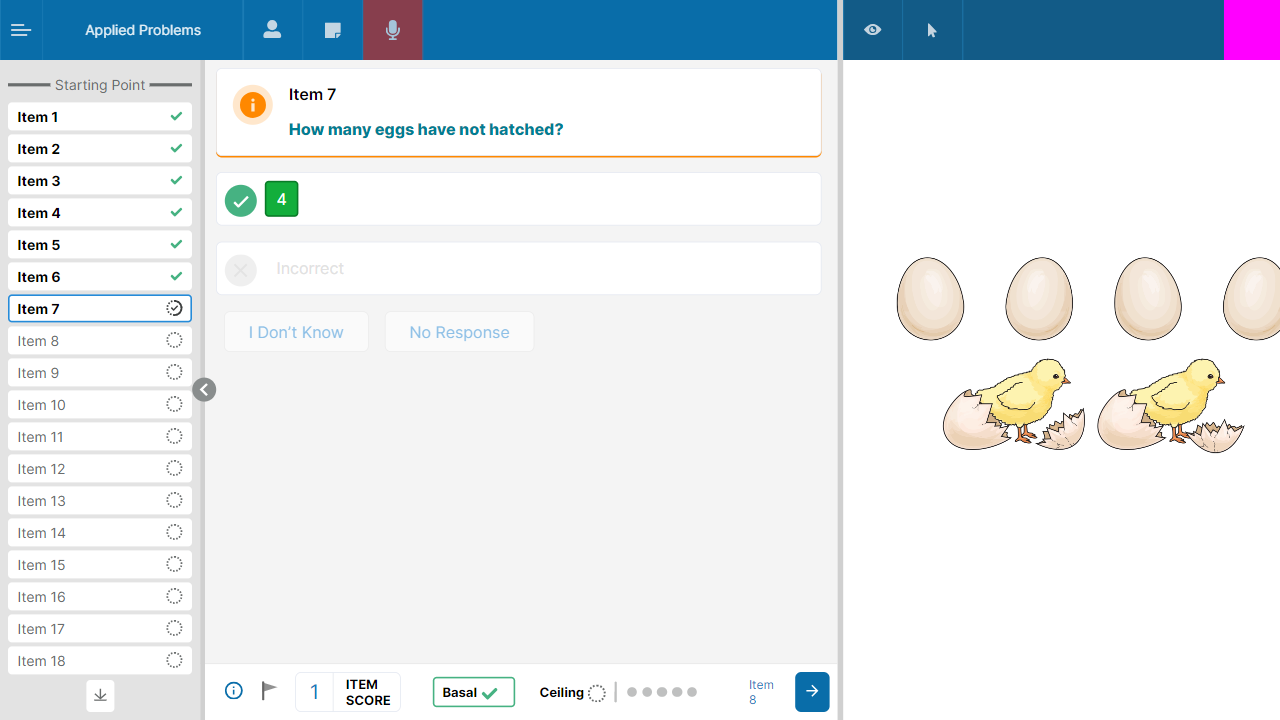 Applied Problems
Starting Point
Item 1
Item 2
Item 3
Item 4
Item 5
Item 6
Item 7
Item 8
Item 9
Item 10
Item 11
Item 12
Item 13
Item 14
Item 15
Item 16
Item 17
Item 18
Item 7
How many eggs have not hatched?
4
Incorrect
I Don’t Know
No Response
1
ITEM
SCORE
Basal
Ceiling
Item
8